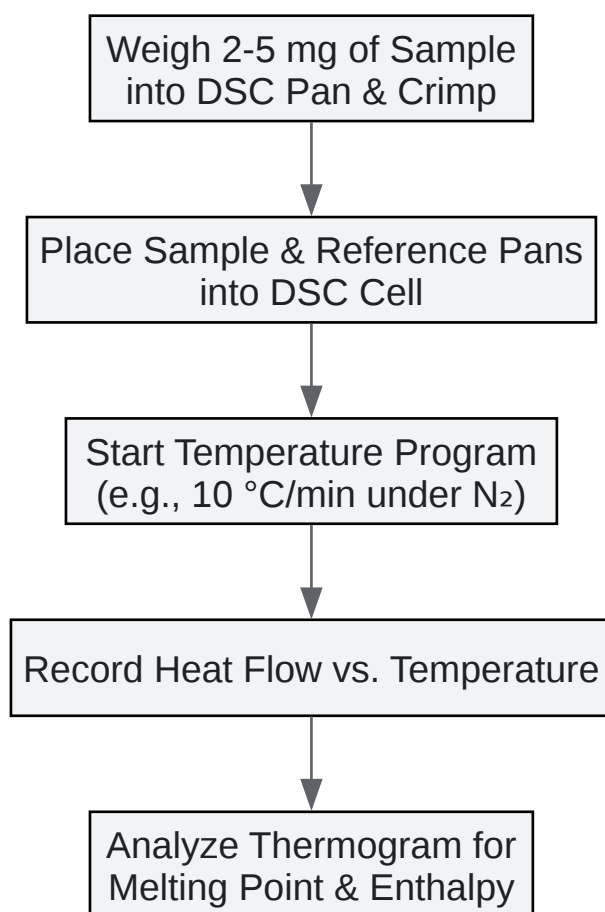 Weigh 2-5 mg of Sample
into DSC Pan & Crimp
Place Sample & Reference Pans
into DSC Cell
Start Temperature Program
(e.g., 10 °C/min under N₂)
Record Heat Flow vs. Temperature
Analyze Thermogram for
Melting Point & Enthalpy